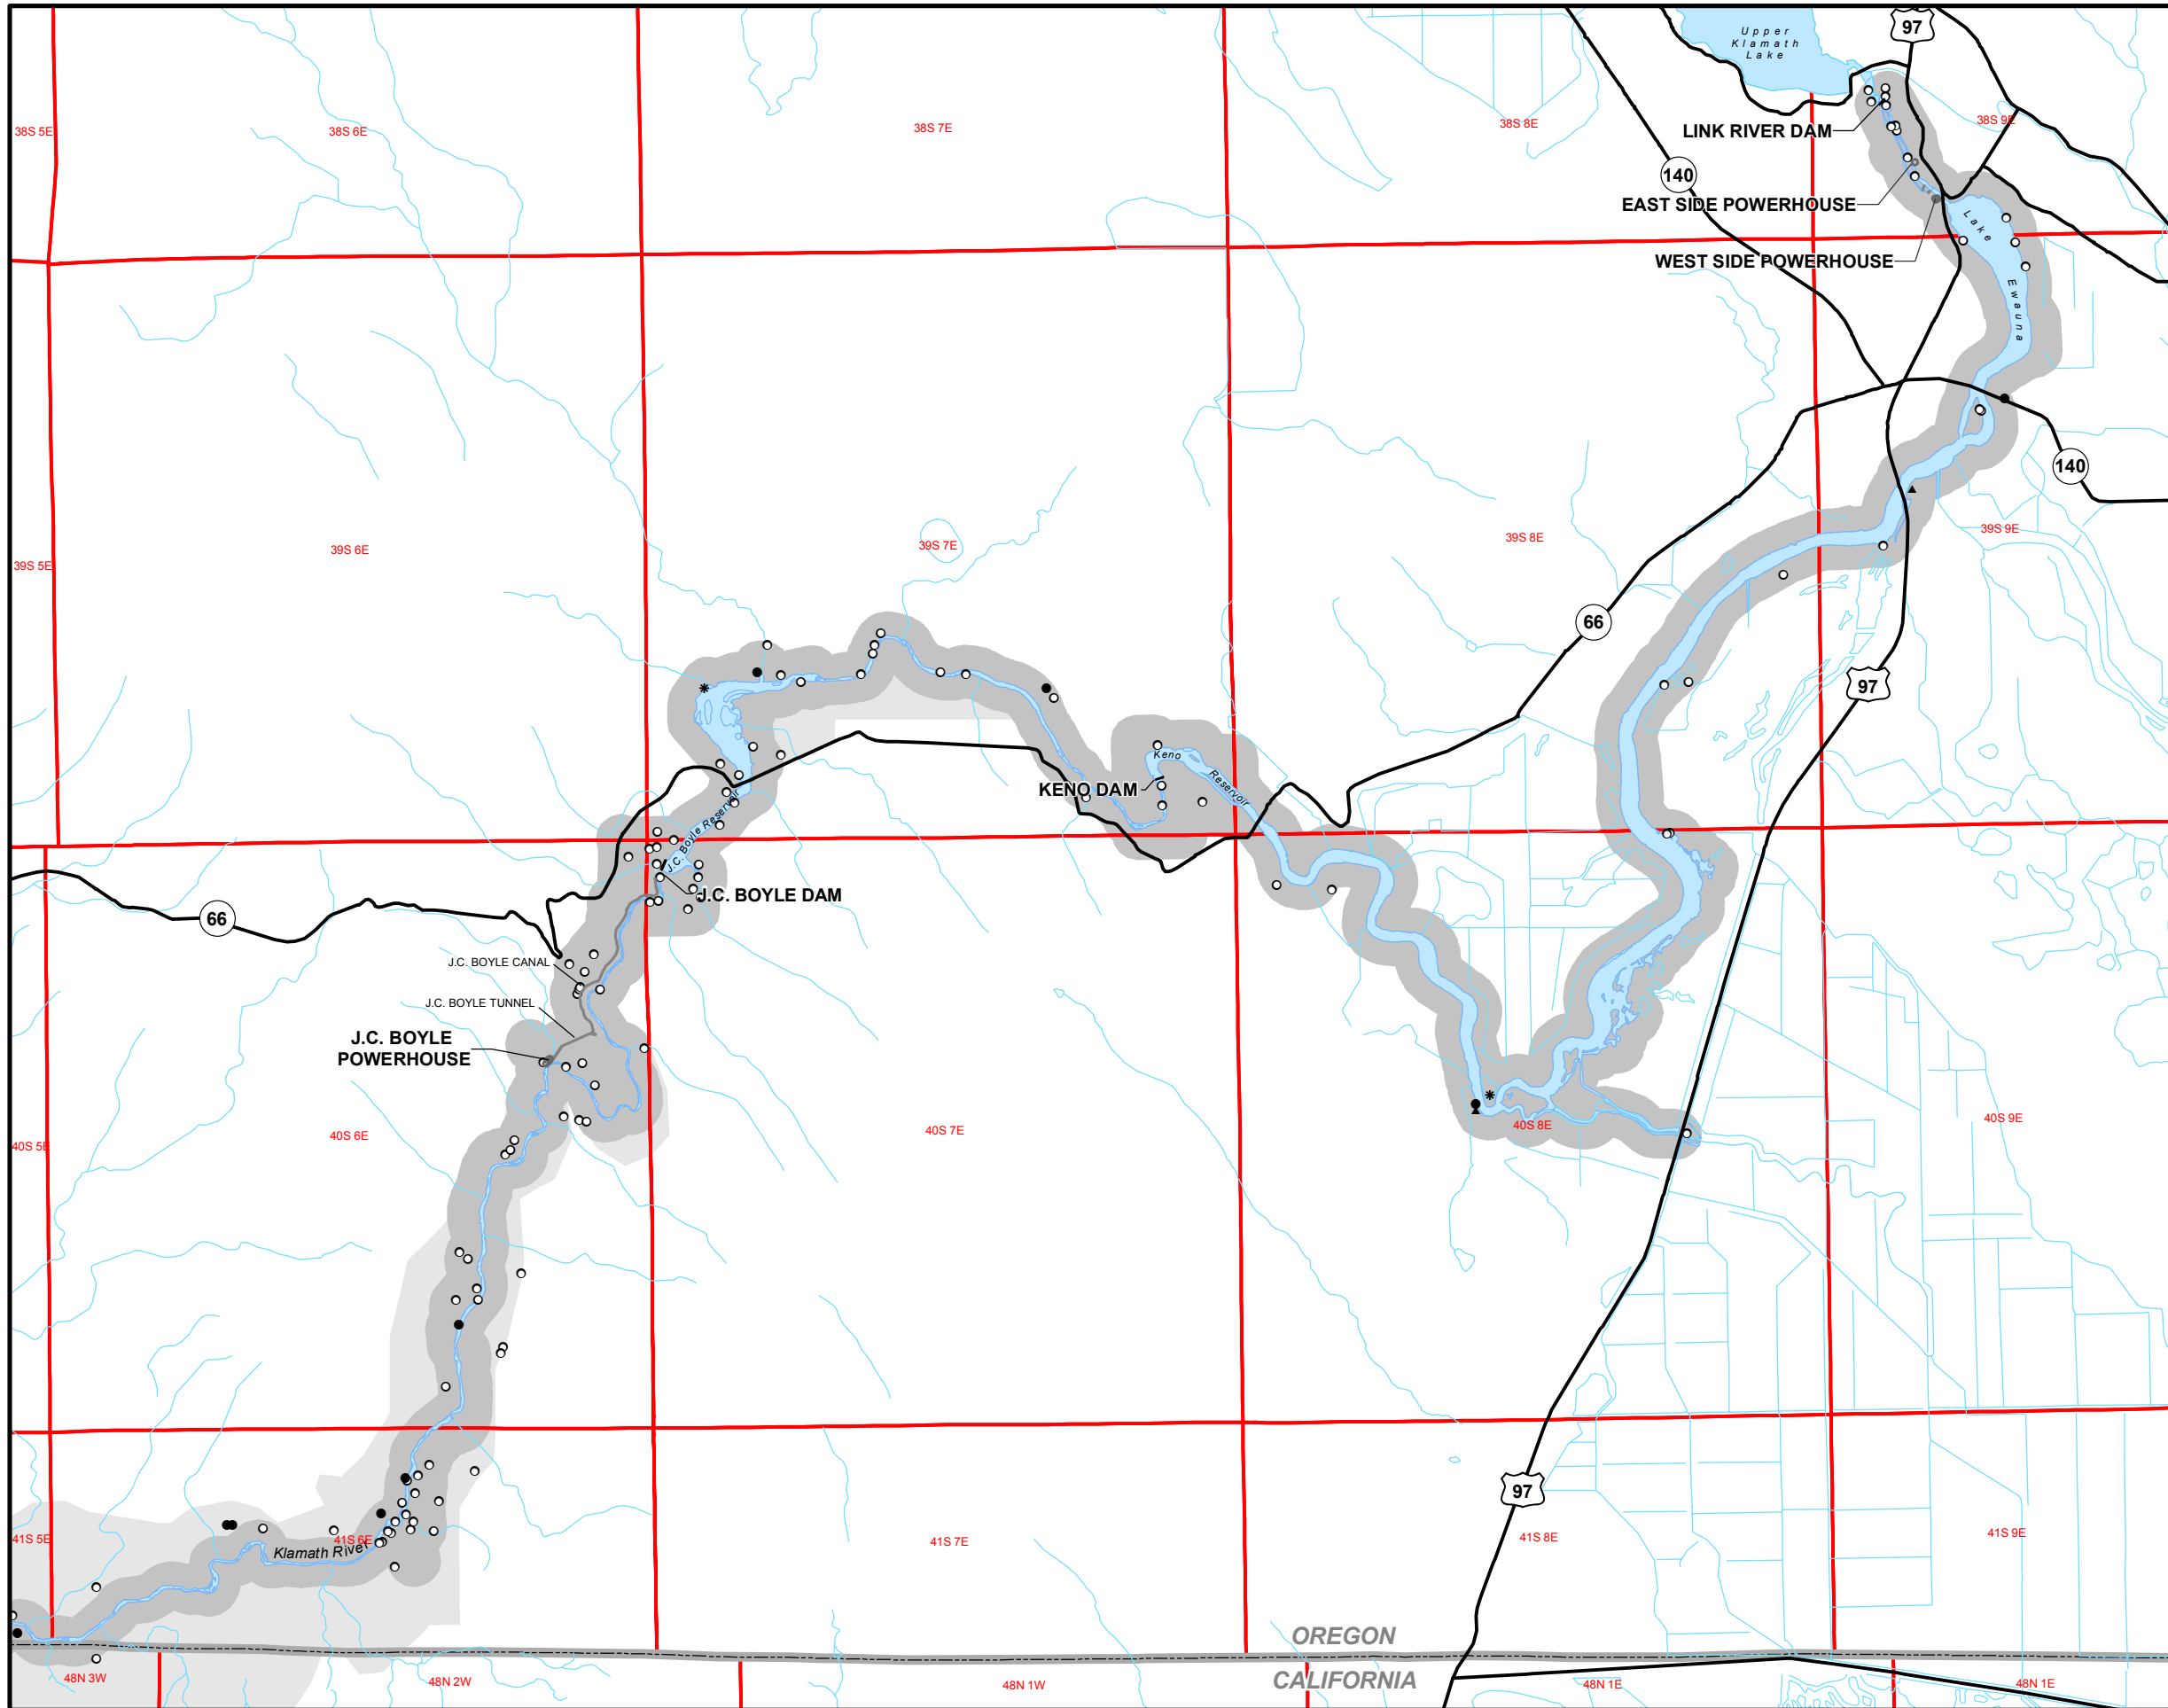 Upper
Klamath
Lake
97
38S 5E
38S 6E
38S 7E
38S 8E
38S 9E
LINK RIVER DAM
140
EAST SIDE POWERHOUSE
WEST SIDE POWERHOUSE
Lake
Ewauna
140
39S 5E
39S 6E
39S 7E
39S 8E
39S 9E
66
97
Keno
Reservoir
KENO DAM
J.C. Boyle Reservoir
J.C. BOYLE DAM
66
J.C. BOYLE CANAL
J.C. BOYLE TUNNEL
J.C. BOYLE
POWERHOUSE
40S 5E
40S 6E
40S 7E
40S 8E
40S 9E
97
41S 5E
41S 6E
41S 7E
41S 8E
41S 9E
Klamath River
OREGON
CALIFORNIA
48N 3W
48N 2W
48N 1W
48N 1E
48N 1E